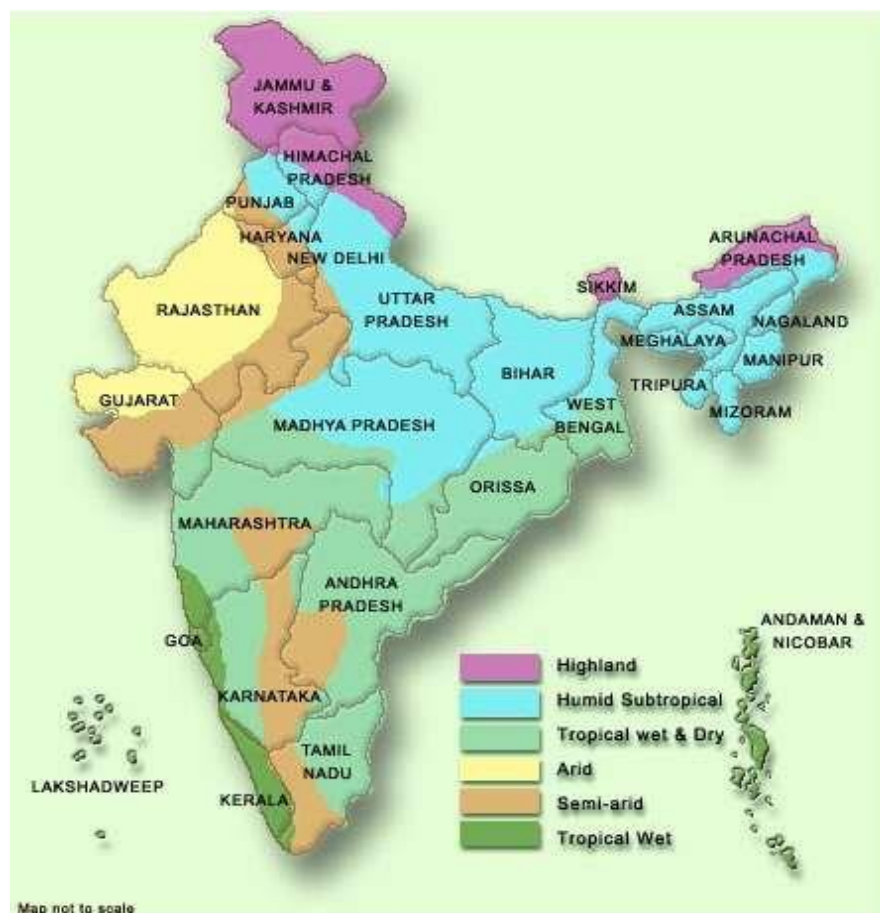 JAMMU &
KASHMIR
HIMACHAL
PRADESH
PUNJAB
HARYANA
NEW DELHI
ARUNACHAL
PRADESH
SIKKIM
RAJASTHAN
UTTAR
PRADESH
ASSAM
NAGALAND
MEGHALAYA
MANIPUR
BIHAR
TRIPURA
MIZORAM
GUJARAT
MADHYA PRADESH
WEST
BENGAL
ORISSA
MAHARASHTRA
ANDHRA
PRADESH
GOA
KARNATAKA
TAMIL
NADU
KERALA
LAKSHADWEEP
ANDAMAN &
NICOBAR
Highland
Humid Subtropical
Tropical wet & Dry
Arid
Semi-arid
Tropical Wet
Map not to scale